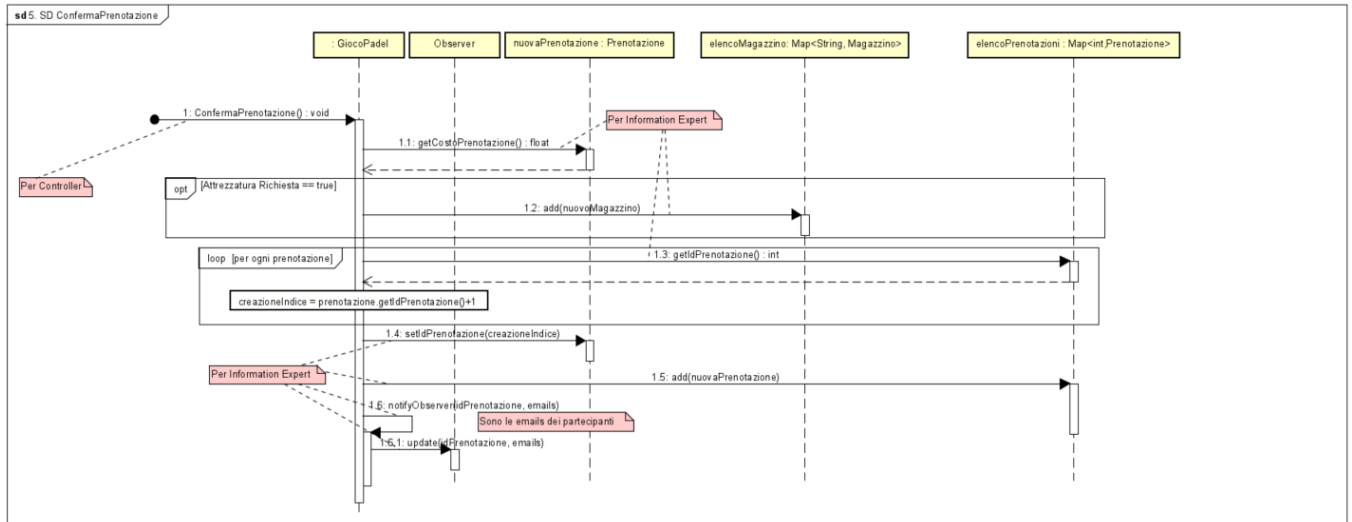 sd 5. SD ConfermaPrenotazione
: GiocoPadel
Observer
nuovaPrenotazione : Prenotazione
elencoMagazzino: Map<String, Magazzino>
elencoPrenotazioni : Map<int,Prenotazione>
1: ConfermaPrenotazione() : void
Per Information Expert
1.1: getCostoPrenotazione() : float
Per Controller
opt
[Attrezzatura Richiesta == true]
1.2: add(nuovoMagazzino)
loop [per ogni prenotazione]
1.3: getIdPrenotazione() : int
creazioneIndice = prenotazione.getIdPrenotazione()+1
1.4: setIdPrenotazione(creazioneIndice)
Per Information Expert
1.5: add(nuovaPrenotazione)
1.6: notifyObserver(idPrenotazione, emails)
Sono le emails dei partecipanti
1.6.1: update(idPrenotazione, emails)